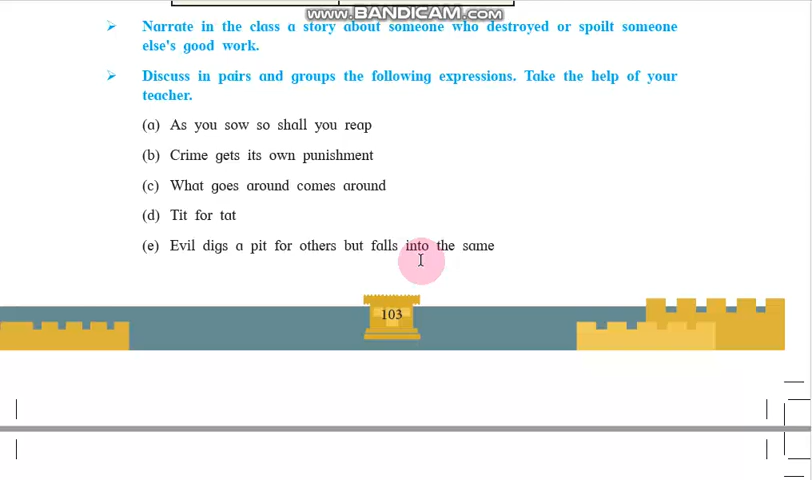 www.BANDICAM.com
➢ Narrate in the class a story about someone who destroyed or spoilt someone
else's good work.
➢ Discuss in pairs and groups the following expressions. Take the help of your
teacher.
(a) As you sow so shall you reap
(b) Crime gets its own punishment
(c) What goes around comes around
(d) Tit for tat
(e) Evil digs a pit for others but falls into the same
103